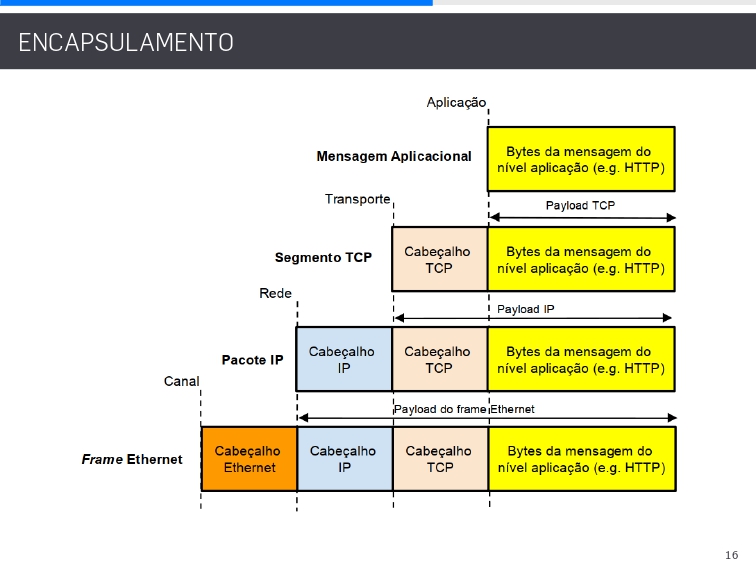 ENCAPSULAMENTO
Aplicação
Mensagem Aplicacional
Bytes da mensagem do
nível aplicação (e.g. HTTP)
Transporte
Payload TCP
Segmento TCP
Cabeçalho
TCP
Bytes da mensagem do
nível aplicação (e.g. HTTP)
Rede
Payload IP
Pacote IP
Cabeçalho
IP
Cabeçalho
TCP
Bytes da mensagem do
nível aplicação (e.g. HTTP)
Canal
Payload do frame Ethernet
Frame Ethernet
Cabeçalho
Ethernet
Cabeçalho
IP
Cabeçalho
TCP
Bytes da mensagem do
nível aplicação (e.g. HTTP)
16